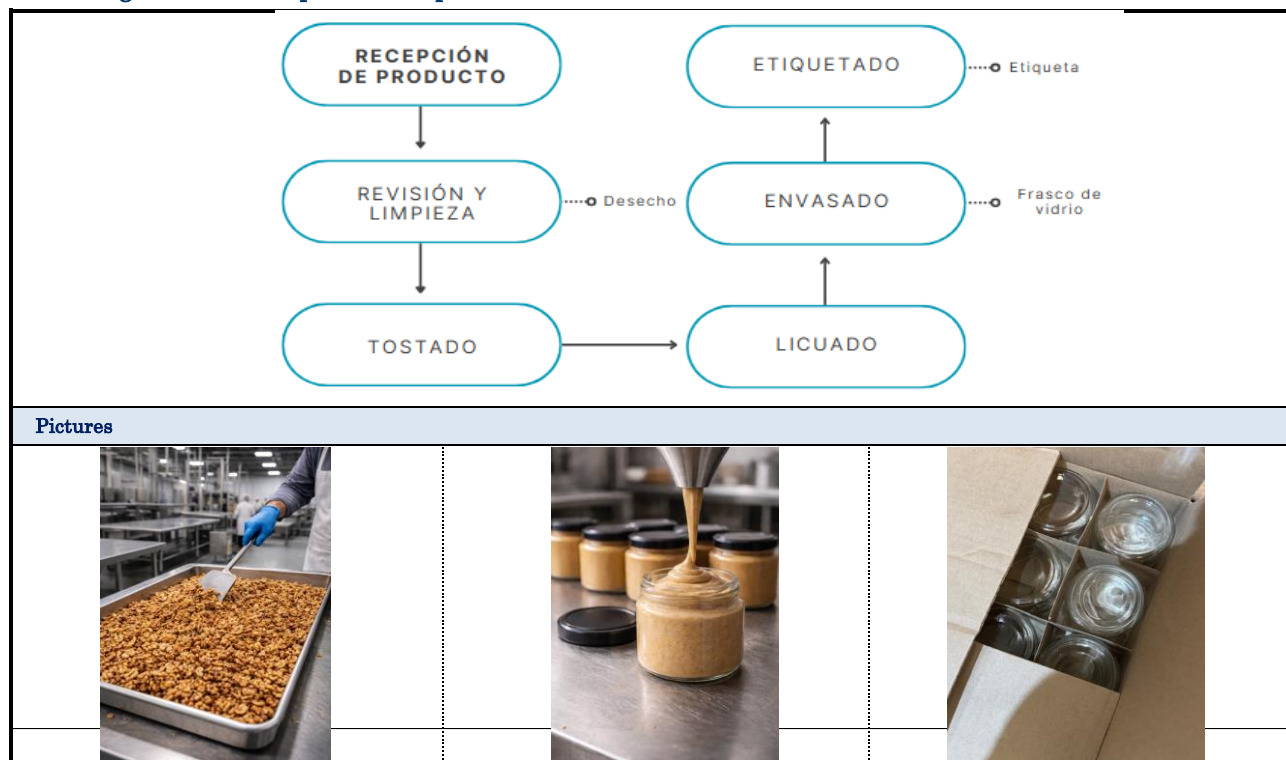 RECEPCIÓN
DE PRODUCTO
REVISIÓN Y
LIMPIEZA
Desecho
TOSTADO
LICUADO
ENVASADO
Frasco de
vidrio
ETIQUETADO
Etiqueta
Pictures